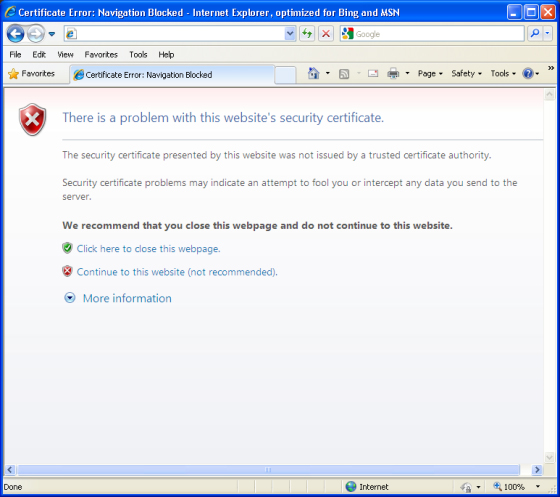 Certificate Error: Navigation Blocked - Internet Explorer, optimized for Bing and MSN
Google
File Edit View Favorites Tools Help
Favorites Certificate Error: Navigation Blocked Page Safety Tools »
There is a problem with this website's security certificate.
The security certificate presented by this website was not issued by a trusted certificate authority.
Security certificate problems may indicate an attempt to fool you or intercept any data you send to the
server.
We recommend that you close this webpage and do not continue to this website.
Click here to close this webpage.
Continue to this website (not recommended).
More information
Done Internet 100%